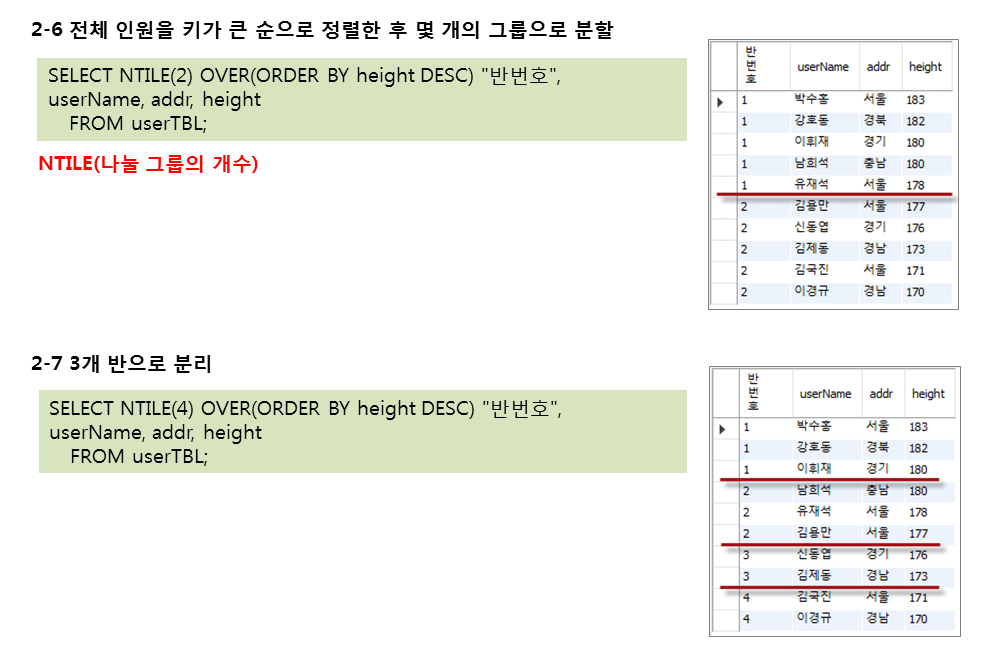 2-6 전체 인원을 키가 큰 순으로 정렬한 후 몇 개의 그룹으로 분할
SELECT NTILE(2) OVER(ORDER BY height DESC) "반번호",
userName, addr, height
FROM userTBL;
NTILE(나눌 그룹의 개수)
반번호 userName addr height
1 박수홍 서울 183
1 강호동 경북 182
1 이휘재 경기 180
1 남희석 충남 180
1 유재석 서울 178
2 김용만 서울 177
2 신동엽 경기 176
2 김제동 경남 173
2 김국진 서울 171
2 이경규 경남 170
2-7 3개 반으로 분리
SELECT NTILE(4) OVER(ORDER BY height DESC) "반번호",
userName, addr, height
FROM userTBL;
반번호 userName addr height
1 박수홍 서울 183
1 강호동 경북 182
1 이휘재 경기 180
2 남희석 충남 180
2 유재석 서울 178
2 김용만 서울 177
3 신동엽 경기 176
3 김제동 경남 173
4 김국진 서울 171
4 이경규 경남 170